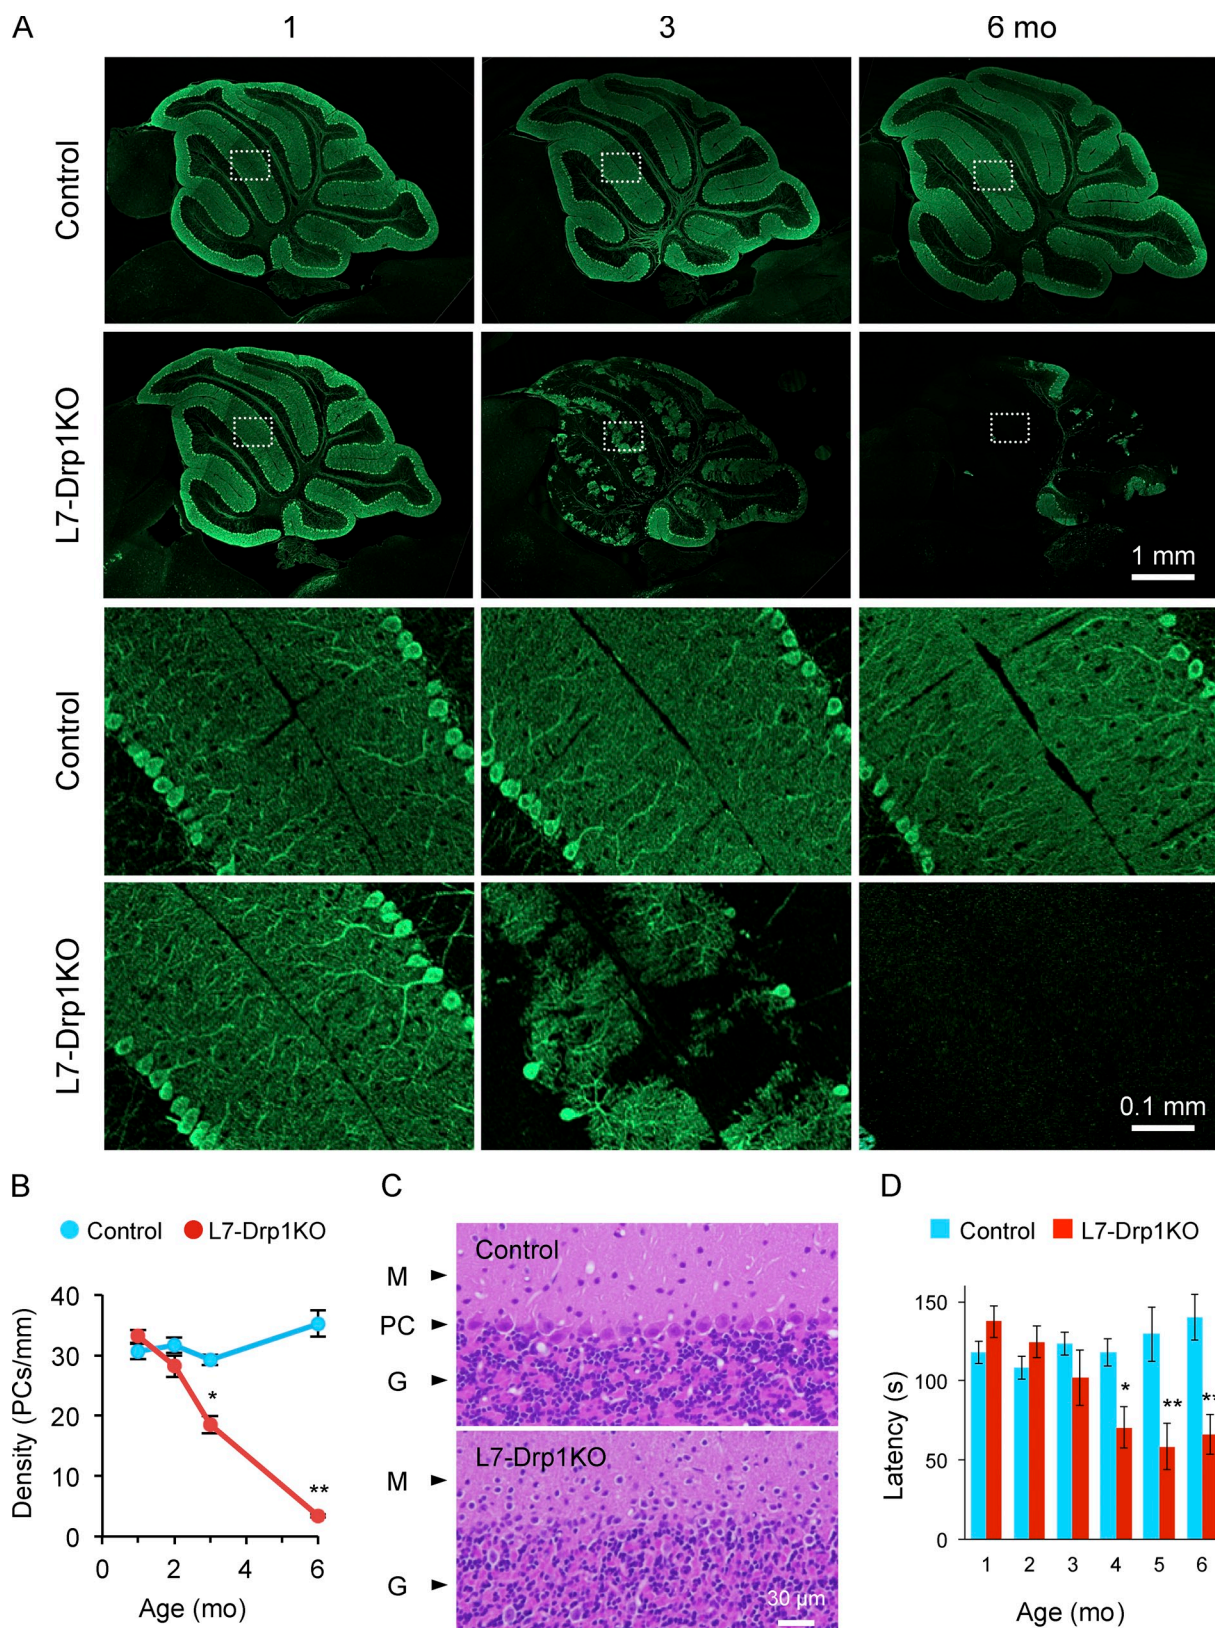 A
1
3
6 mo
Control
L7-Drp1KO
1 mm
Control
L7-Drp1KO
0.1 mm
B
Control
L7-Drp1KO
Density (PCs/mm)
40
30
20
10
0
*
**
0
2
4
6
Age (mo)
C
Control
M
PC
G
L7-Drp1KO
M
G
30 µm
D
Control
L7-Drp1KO
Latency (s)
150
100
50
0
*
**
**
1
2
3
4
5
6
Age (mo)